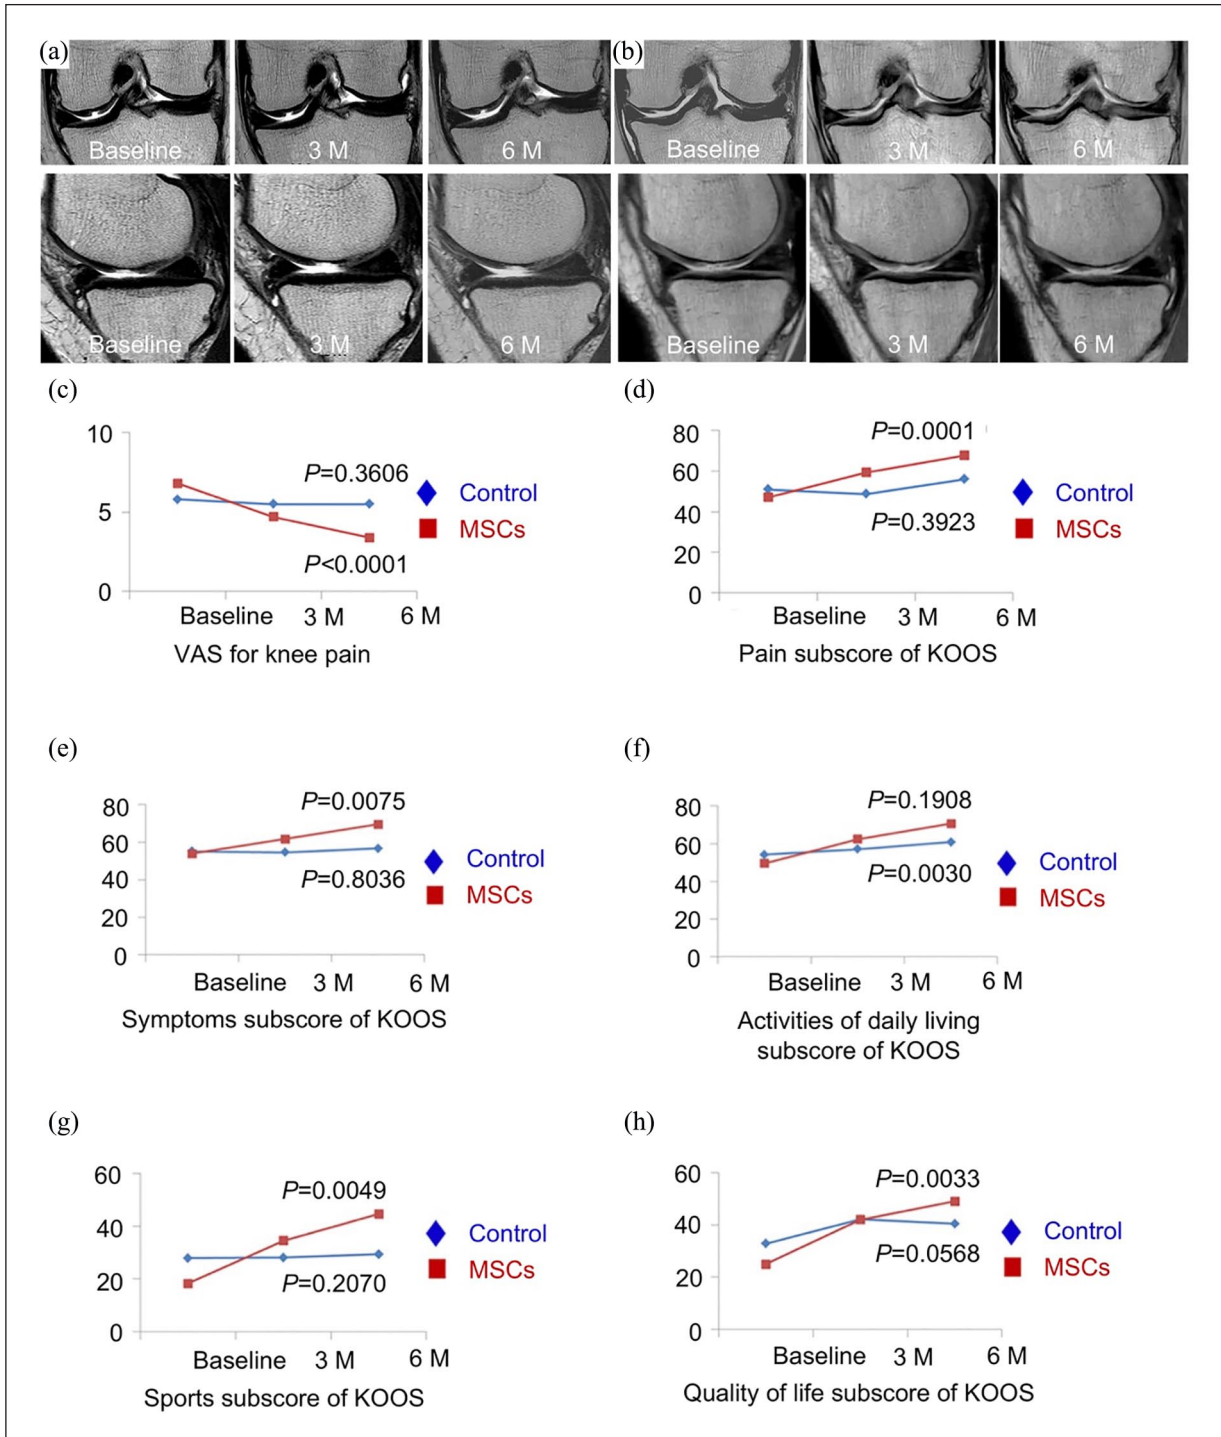 (a)
(b)
Baseline 3 M 6 M Baseline 3 M 6 M
Baseline 3 M 6 M Baseline 3 M 6 M
(c)
10
5
0
P=0.3606
P<0.0001
Control
MSCs
Baseline 3 M 6 M
VAS for knee pain
(d)
80
60
40
20
0
P=0.0001
P=0.3923
Control
MSCs
Baseline 3 M 6 M
Pain subscore of KOOS
(e)
80
60
40
20
0
P=0.0075
P=0.8036
Control
MSCs
Baseline 3 M 6 M
Symptoms subscore of KOOS
(f)
80
60
40
20
0
P=0.1908
P=0.0030
Control
MSCs
Baseline 3 M 6 M
Activities of daily living
subscore of KOOS
(g)
60
40
20
0
P=0.0049
P=0.2070
Control
MSCs
Baseline 3 M 6 M
Sports subscore of KOOS
(h)
60
40
20
0
P=0.0033
P=0.0568
Control
MSCs
Baseline 3 M 6 M
Quality of life subscore of KOOS